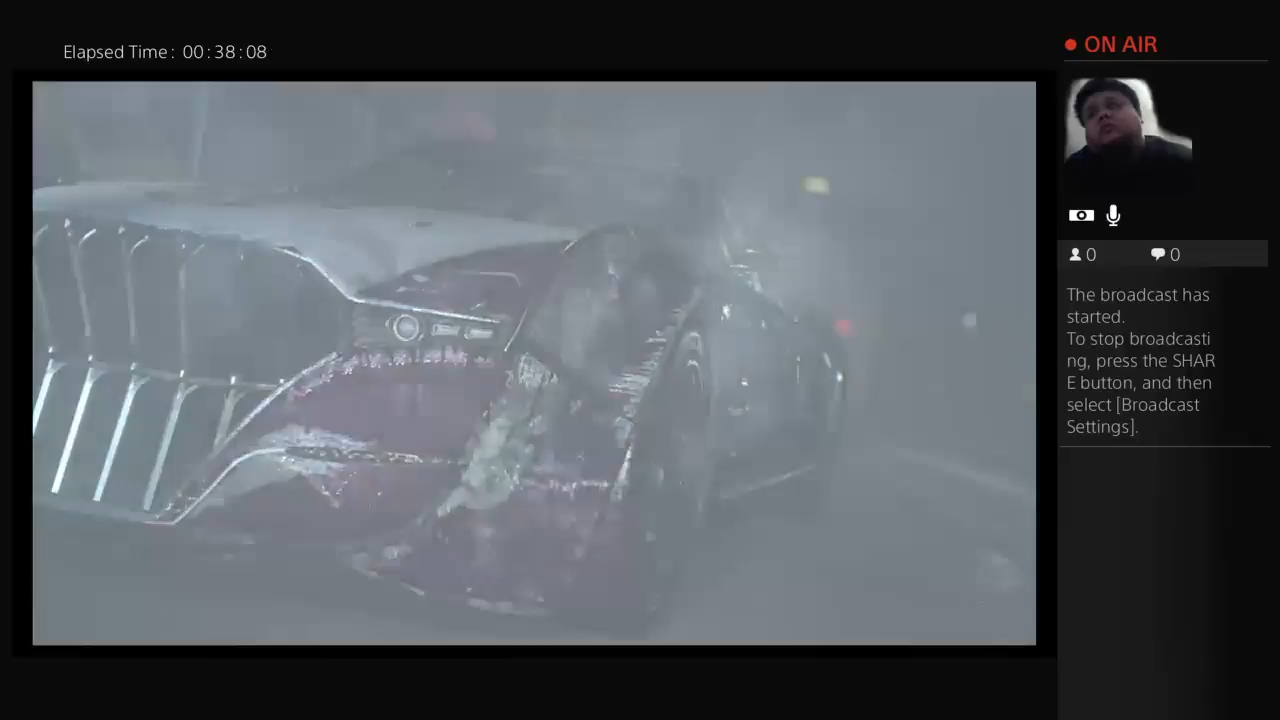 Elapsed Time: 00:38:08
ON AIR
0 0
The broadcast has
started.
To stop broadcasti
ng, press the SHAR
E button, and then
select [Broadcast
Settings].